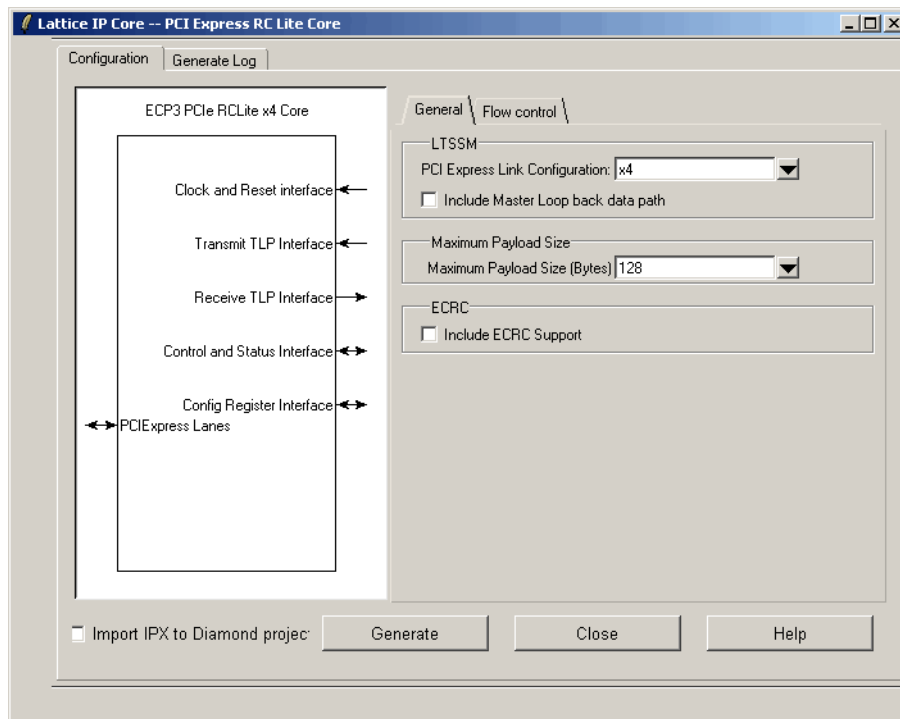 Lattice IP Core -- PCI Express RC Lite Core
Configuration
Generate Log
ECP3 PCIe RCLite x4 Core
Clock and Reset interface
Transmit TLP Interface
Receive TLP Interface
Control and Status Interface
Config Register Interface
PCIExpress Lanes
General
Flow control
LTSSM
PCI Express Link Configuration: x4
Include Master Loop back data path
Maximum Payload Size
Maximum Payload Size (Bytes) 128
ECRC
Include ECRC Support
Import IPX to Diamond projec
Generate
Close
Help